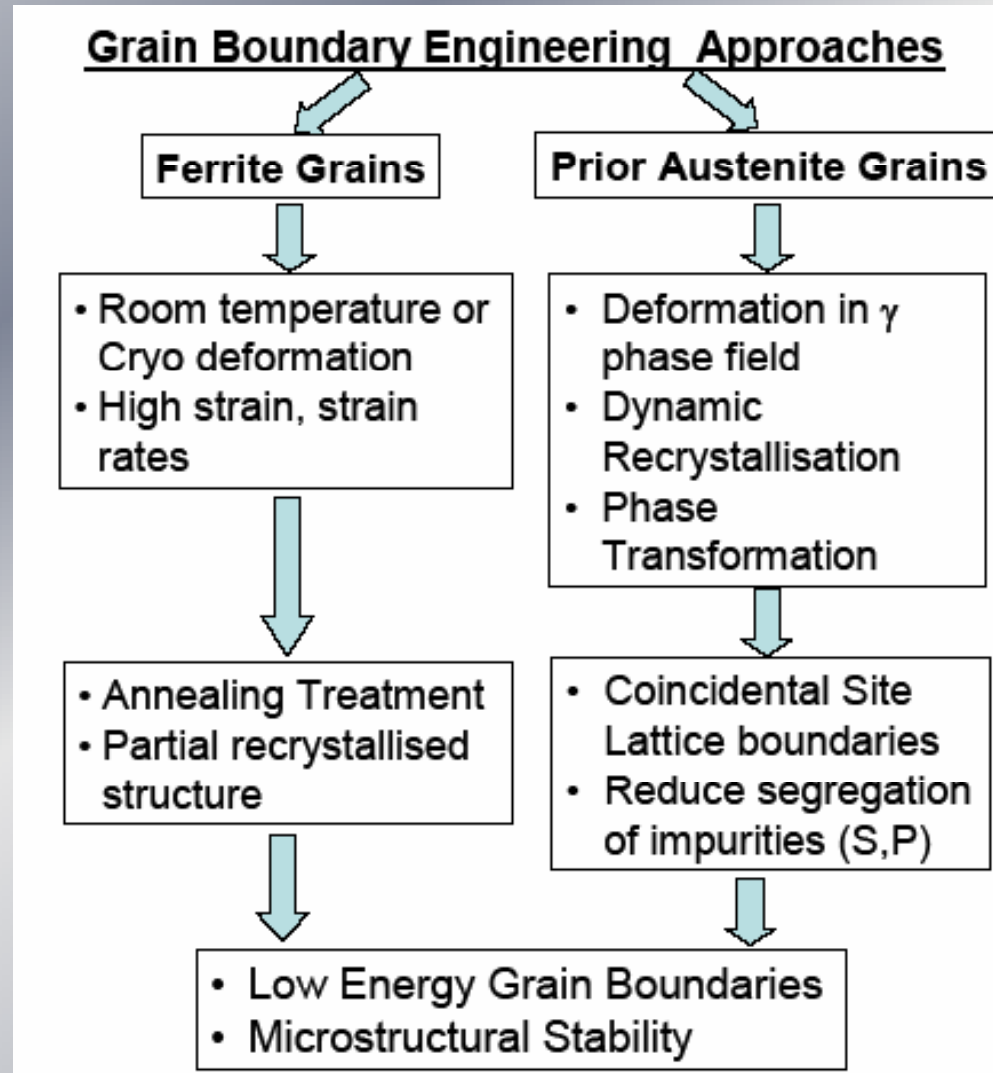 Grain Boundary Engineering Approaches
Ferrite Grains
Prior Austenite Grains
• Room temperature or
Cryo deformation
• High strain, strain
rates
• Deformation in γ
phase field
• Dynamic
Recrystallisation
• Phase
Transformation
• Annealing Treatment
• Partial recrystallised
structure
• Coincidental Site
Lattice boundaries
• Reduce segregation
of impurities (S,P)
• Low Energy Grain Boundaries
• Microstructural Stability